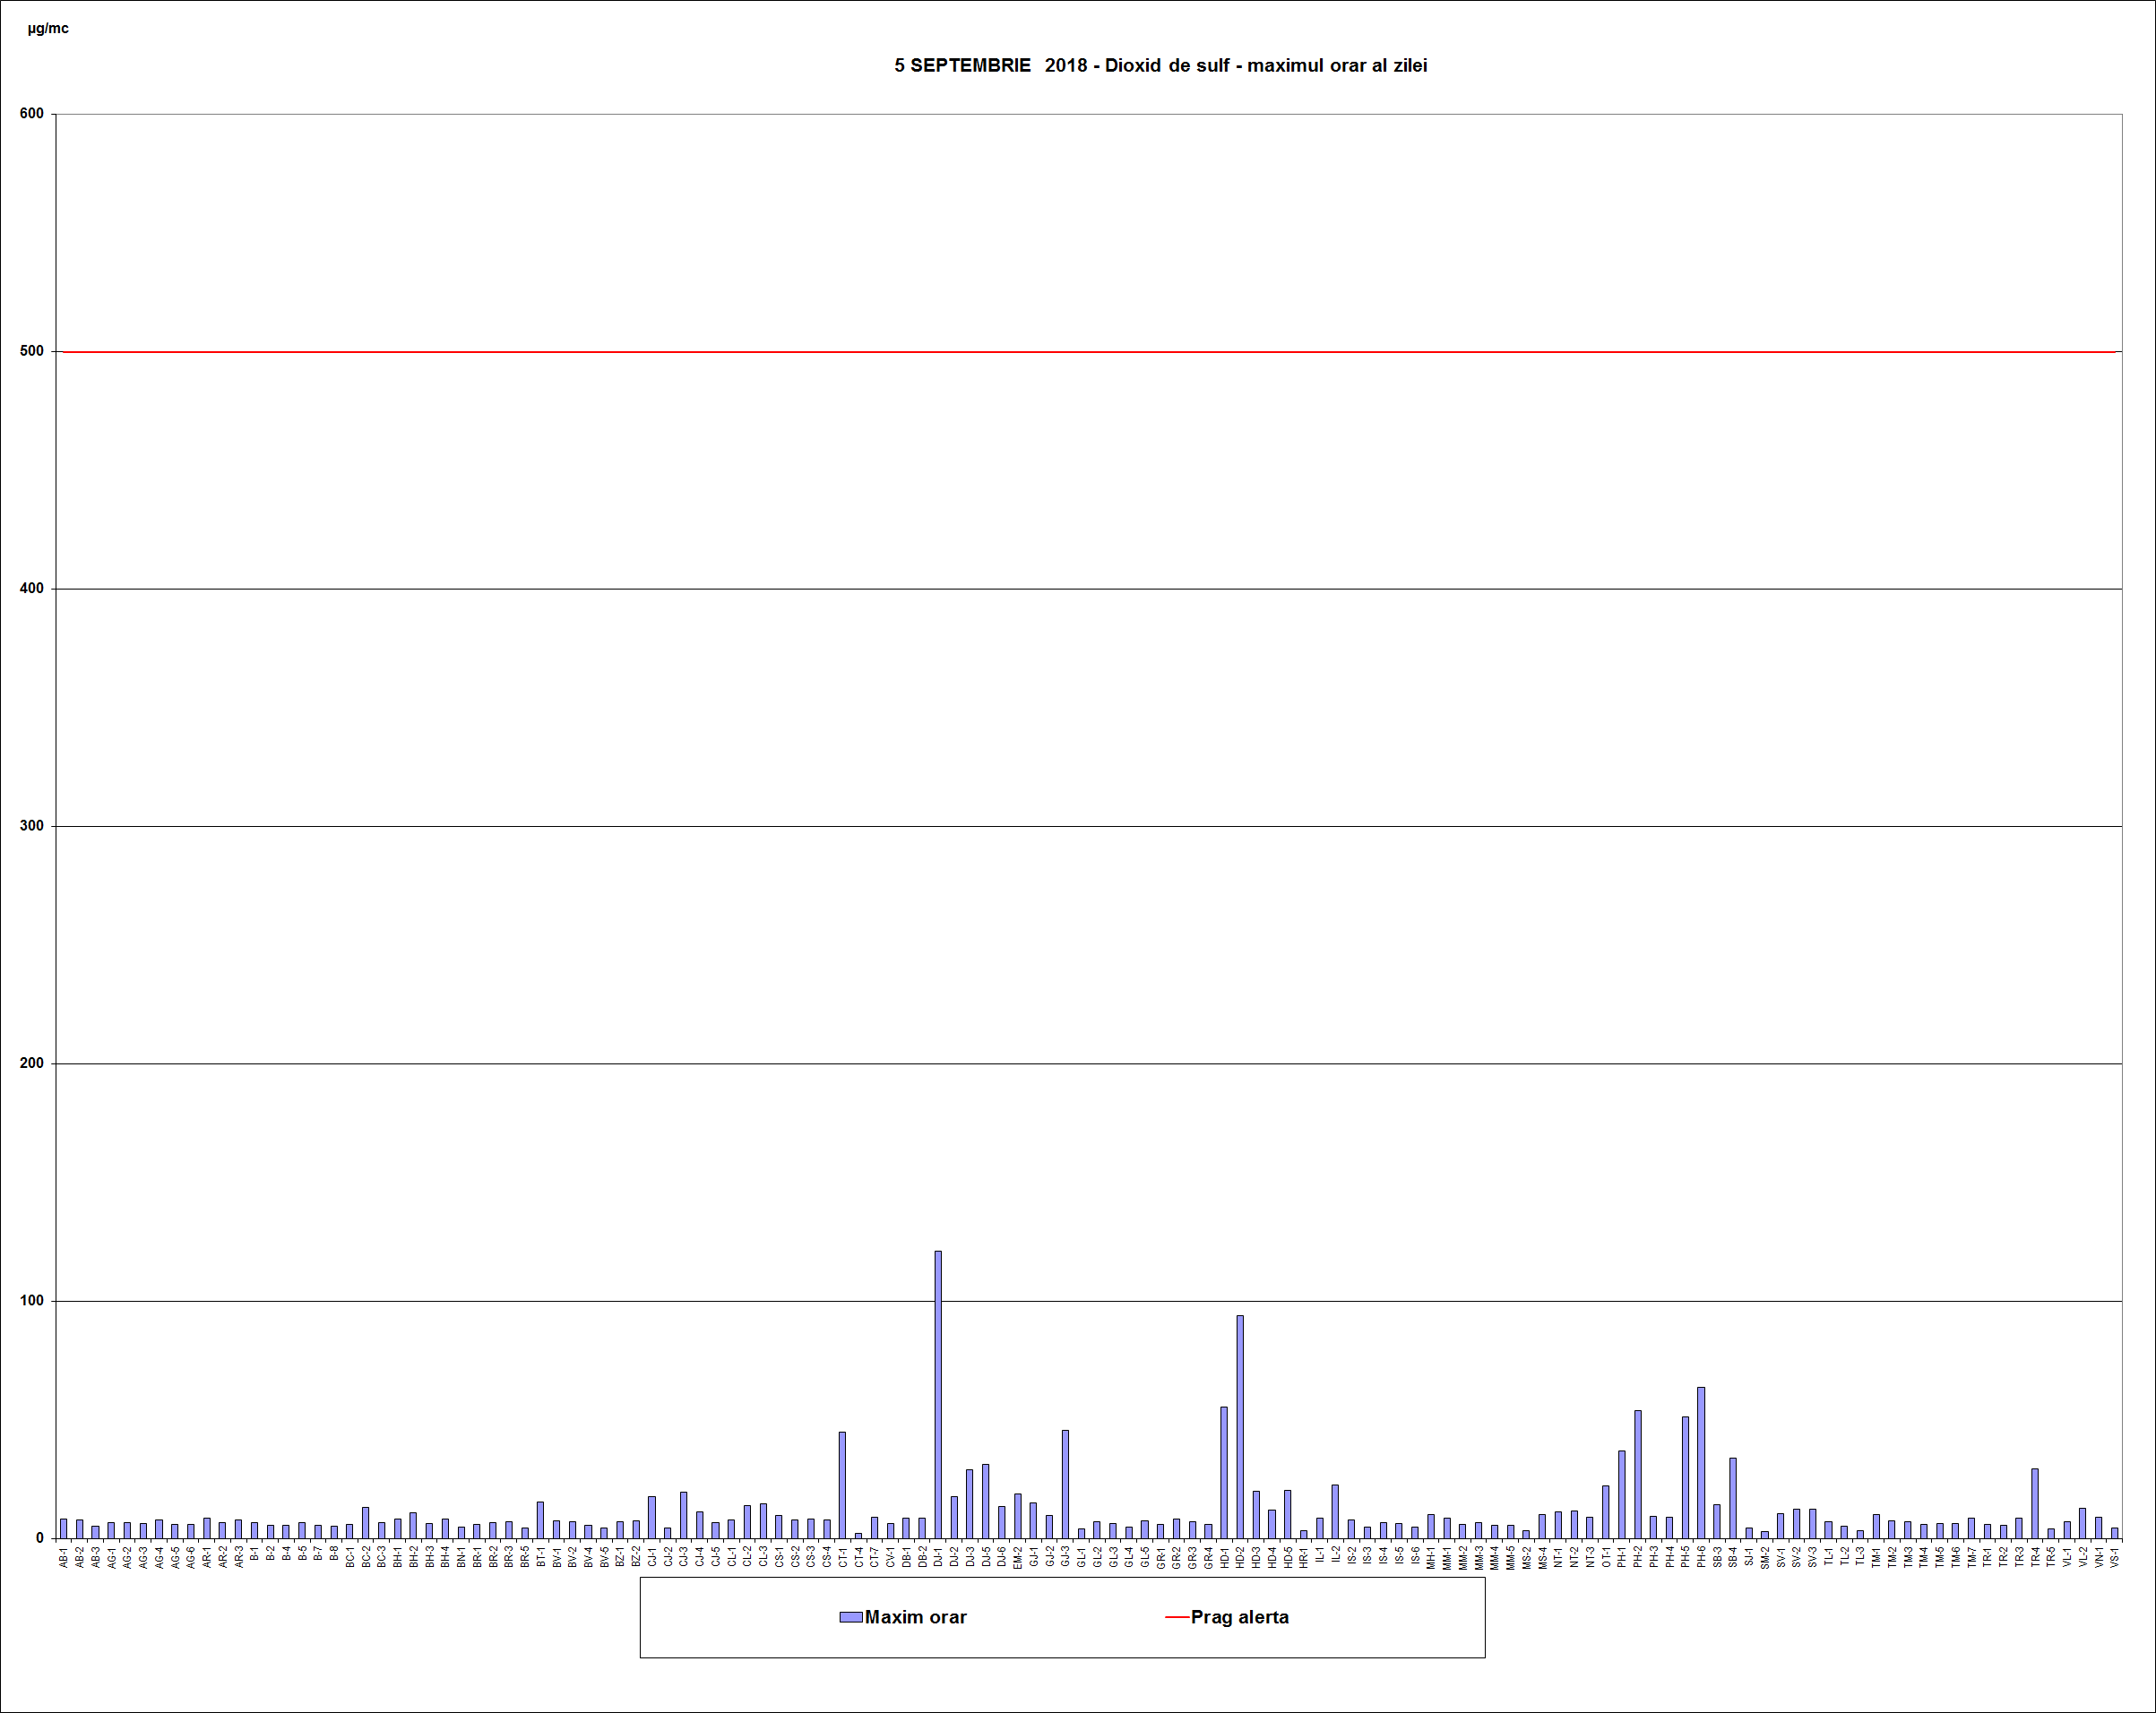 µg/mc
5 SEPTEMBRIE 2018 - Dioxid de sulf - maximul orar al zilei
600
500
400
300
200
100
0
AB-1 AB-2 AB-3 AG-1 AG-2 AG-3 AG-4 AG-5 AG-6 AR-1 AR-2 AR-3 B-1 B-2 B-4 B-5 B-7 B-8 BC-1 BC-2 BC-3 BH-1 BH-2 BH-3 BH-4 BN-1 BR-1 BR-2 BR-3 BR-5 BT-1 BV-1 BV-2 BV-4 BV-5 BZ-1 BZ-2 CJ-1 CJ-2 CJ-3 CJ-4 CJ-5 CL-1 CL-2 CL-3 CS-1 CS-2 CS-3 CS-4 CT-1 CT-4 CT-7 CV-1 DB-1 DB-2 DJ-1 DJ-2 DJ-3 DJ-5 DJ-6 EM-2 GJ-1 GJ-2 GJ-3 GL-1 GL-2 GL-3 GL-4 GL-5 GR-1 GR-2 GR-3 GR-4 HD-1 HD-2 HD-3 HD-4 HD-5 HR-1 IL-1 IL-2 IS-2 IS-3 IS-4 IS-5 IS-6 MH-1 MM-1 MM-2 MM-3 MM-4 MM-5 MS-2 MS-4 NT-1 NT-2 NT-3 OT-1 PH-1 PH-2 PH-3 PH-4 PH-5 PH-6 SB-3 SB-4 SJ-1 SM-2 SV-1 SV-2 SV-3 TL-1 TL-2 TL-3 TM-1 TM-2 TM-3 TM-4 TM-5 TM-6 TM-7 TR-1 TR-2 TR-3 TR-4 TR-5 VL-1 VL-2 VN-1 VS-1
Maxim orar Prag alerta